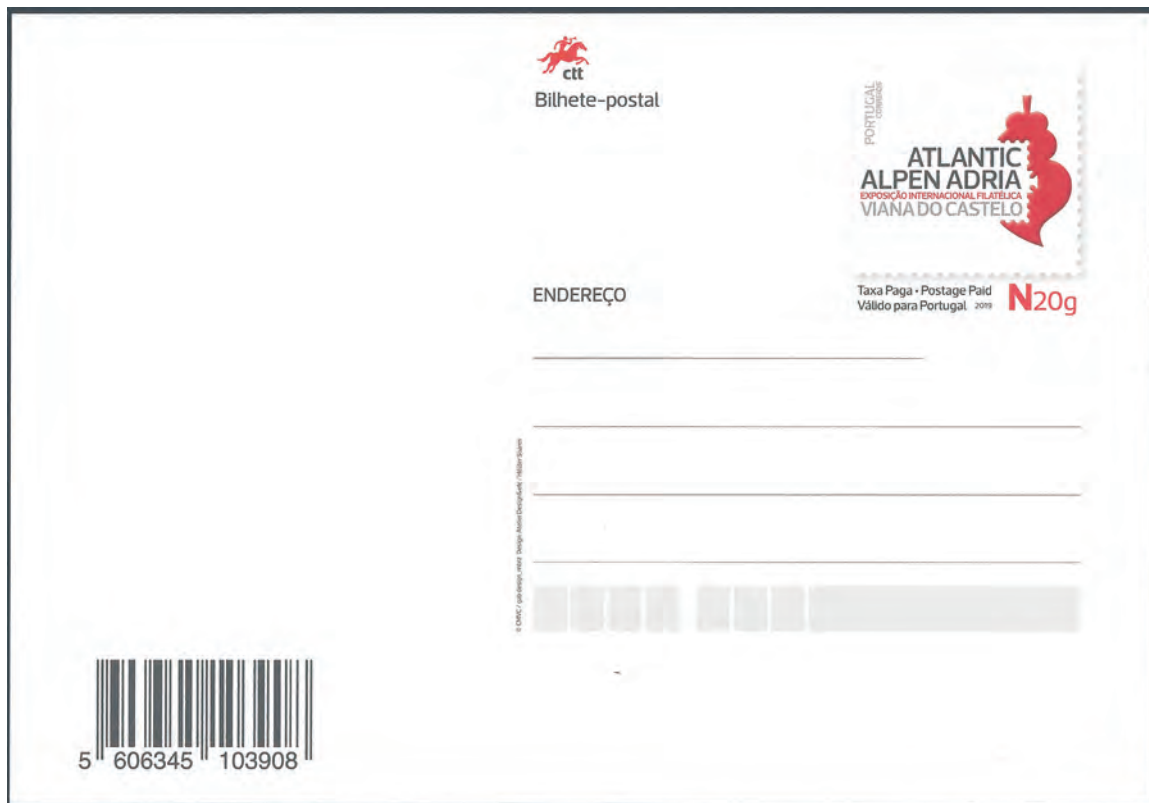 ctt
Bilhete-postal
PORTUGAL
CORREIOS
ATLANTIC
ALPEN ADRIA
EXPOSIÇÃO INTERNACIONAL FILATÉLICA
VIANA DO CASTELO
ENDEREÇO
Taxa Paga • Postage Paid
Válido para Portugal 2019
N20g
5 606345 103908